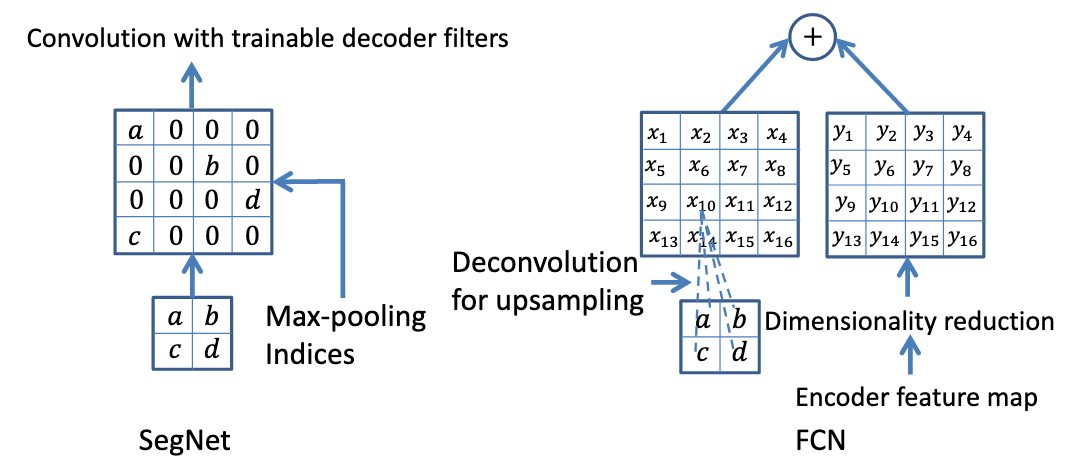 Convolution with trainable decoder filters
a 0 0 0
0 0 b 0
0 0 0 d
c 0 0 0
a b
c d
Max-pooling
Indices
SegNet
+
x₁ x₂ x₃ x₄
x₅ x₆ x₇ x₈
x₉ x₁₀ x₁₁ x₁₂
x₁₃ x₁₄ x₁₅ x₁₆
y₁ y₂ y₃ y₄
y₅ y₆ y₇ y₈
y₉ y₁₀ y₁₁ y₁₂
y₁₃ y₁₄ y₁₅ y₁₆
Deconvolution
for upsampling
a b
c d
Dimensionality reduction
Encoder feature map
FCN